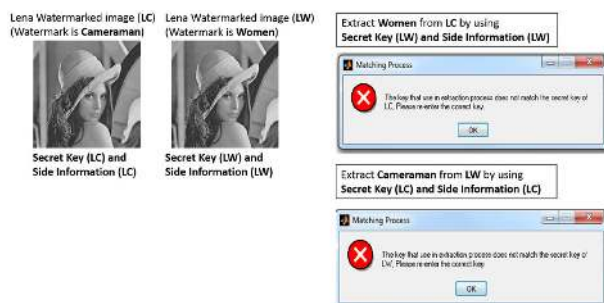 Lena Watermarked image (LC)
(Watermark is Cameraman)
Lena Watermarked image (LW)
(Watermark is Women)
Secret Key (LC) and
Side Information (LC)
Secret Key (LW) and
Side Information (LW)
Extract Women from LC by using
Secret Key (LW) and Side Information (LW)
Matching Process
The key that use in extraction process does not match the secret key of
LC, Please re-enter the correct key.
OK
Extract Cameraman from LW by using
Secret Key (LC) and Side Information (LC)
Matching Process
The key that use in extraction process does not match the secret key of
LW, Please re-enter the correct key
OK